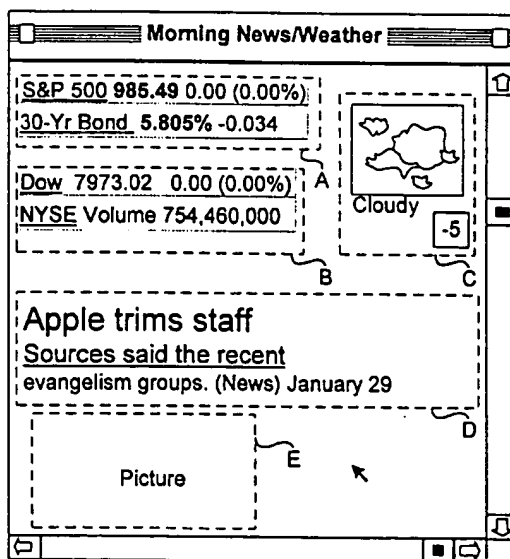 Morning News/Weather
S&P 500 985.49 0.00 (0.00%)
30-Yr Bond 5.805% -0.034
A
Dow 7973.02 0.00 (0.00%)
NYSE Volume 754,460,000
B
Cloudy
-5
C
Apple trims staff
Sources said the recent
evangelism groups. (News) January 29
D
Picture
E